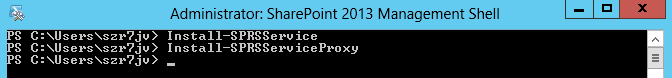 Administrator: SharePoint 2013 Management Shell
PS C:\Users\szr7jv> Install-SPRSService
PS C:\Users\szr7jv> Install-SPRSServiceProxy
PS C:\Users\szr7jv> _